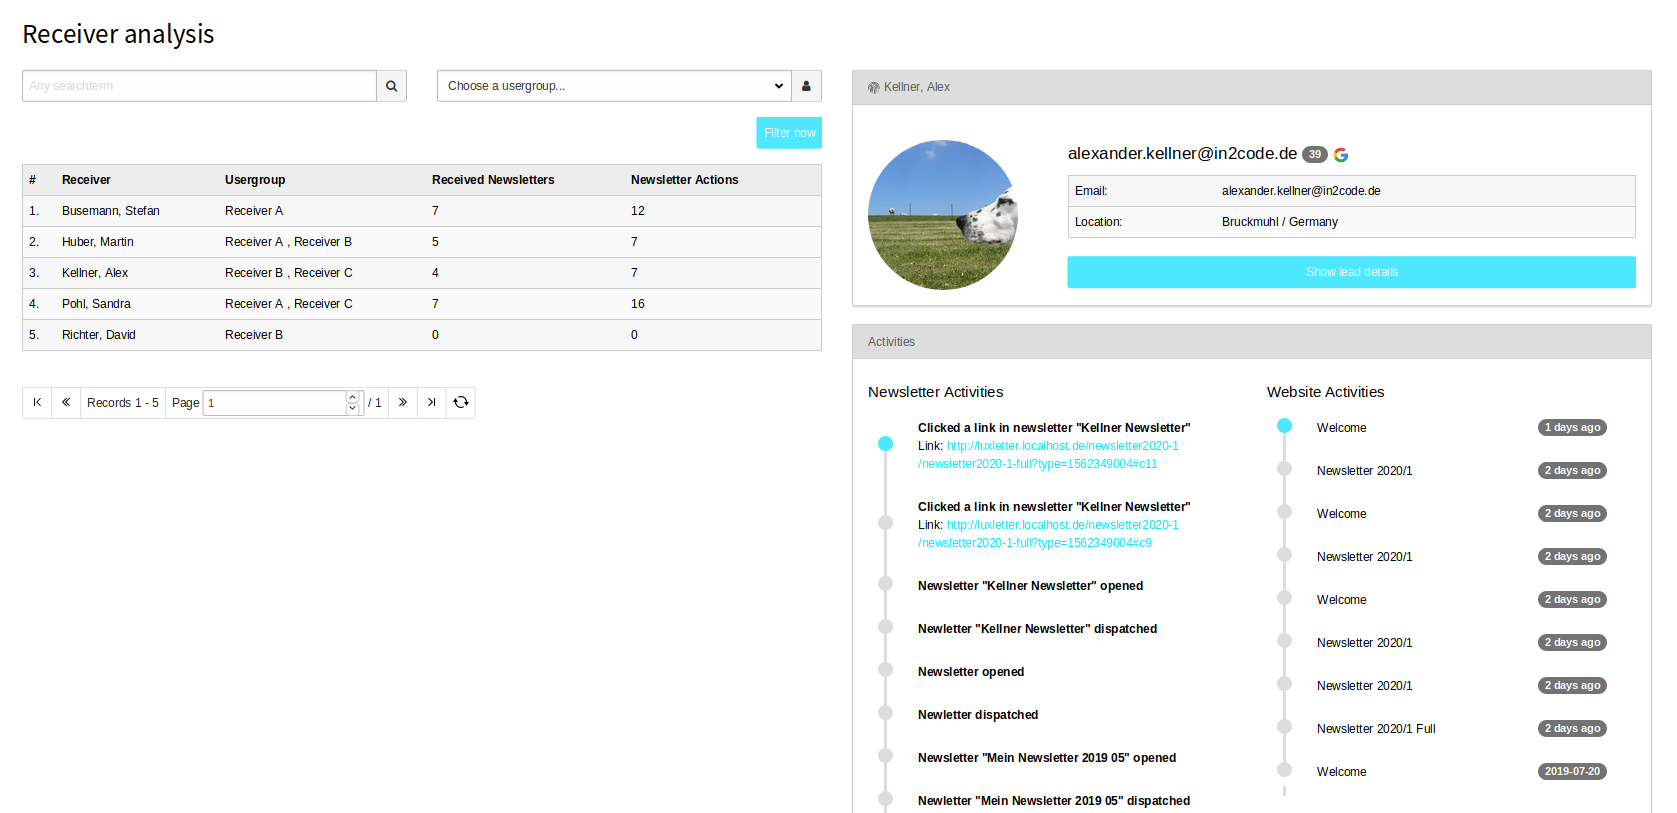 Receiver analysis
Any searchterm
Choose a usergroup...
Filter now
# Receiver Usergroup Received Newsletters Newsletter Actions
1. Busemann, Stefan Receiver A 7 12
2. Huber, Martin Receiver A , Receiver B 5 7
3. Kellner, Alex Receiver B , Receiver C 4 7
4. Pohl, Sandra Receiver A , Receiver C 7 16
5. Richter, David Receiver B 0 0
Records 1 - 5 Page 1 / 1
Kellner, Alex
alexander.kellner@in2code.de 39
Email: alexander.kellner@in2code.de
Location: Bruckmuhl / Germany
Show lead details
Activities
Newsletter Activities
Clicked a link in newsletter "Kellner Newsletter"
Link: http://luxletter.localhost.de/newsletter2020-1
/newsletter2020-1-full?type=1562349004#c11
Clicked a link in newsletter "Kellner Newsletter"
Link: http://luxletter.localhost.de/newsletter2020-1
/newsletter2020-1-full?type=1562349004#c9
Newsletter "Kellner Newsletter" opened
Newletter "Kellner Newsletter" dispatched
Newsletter opened
Newletter dispatched
Newsletter "Mein Newsletter 2019 05" opened
Newletter "Mein Newsletter 2019 05" dispatched
Website Activities
Welcome 1 days ago
Newsletter 2020/1 2 days ago
Welcome 2 days ago
Newsletter 2020/1 2 days ago
Welcome 2 days ago
Newsletter 2020/1 2 days ago
Newsletter 2020/1 2 days ago
Newsletter 2020/1 Full 2 days ago
Welcome 2019-07-20